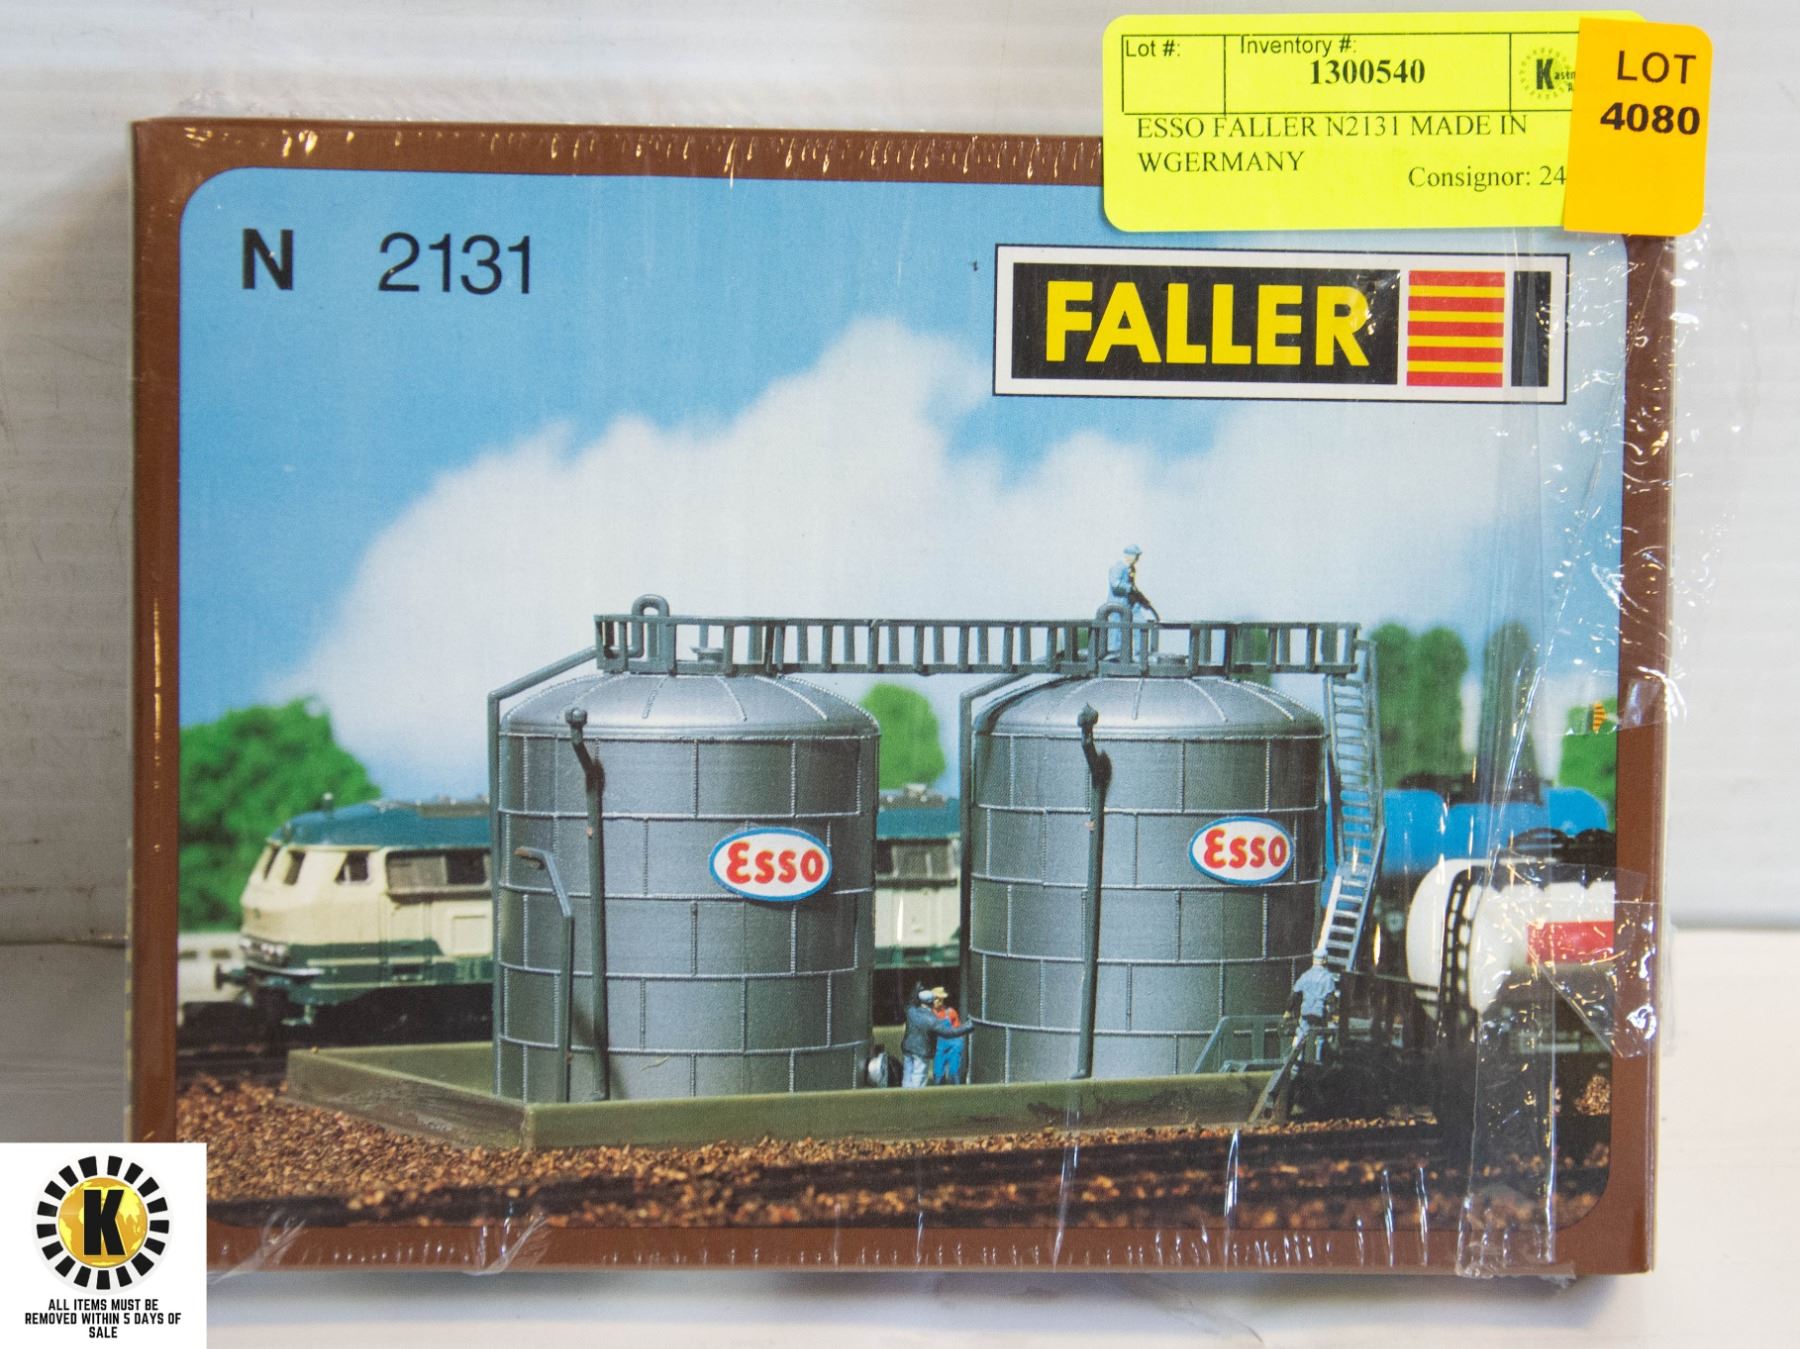 Lot #:
Inventory #:
1300540
ESSO FALLER N2131 MADE IN
WGERMANY
Consignor: 24
LOT
4080
N 2131
FALLER
Esso
Esso
K
ALL ITEMS MUST BE
REMOVED WITHIN 5 DAYS OF
SALE